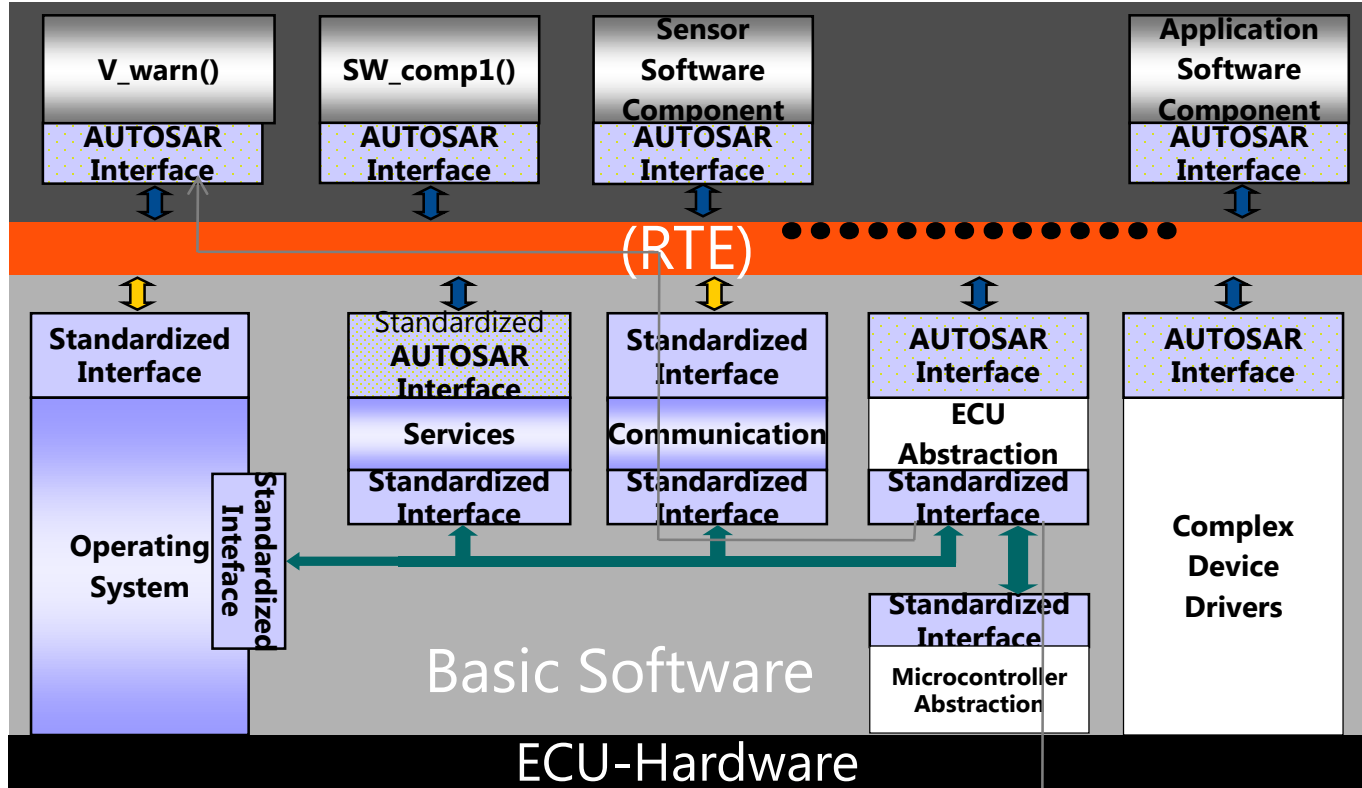 V_warn()
AUTOSAR
Interface
SW_comp1()
AUTOSAR
Interface
Sensor
Software
Component
AUTOSAR
Interface
Application
Software
Component
AUTOSAR
Interface
(RTE)
Standardized
Interface
Operating
System
Standardized
Inteface
Standardized
AUTOSAR
Interface
Services
Standardized
Interface
Standardized
Interface
Communication
Standardized
Interface
AUTOSAR
Interface
ECU
Abstraction
Standardized
Interface
Standardized
Interface
Microcontroller
Abstraction
AUTOSAR
Interface
Complex
Device
Drivers
Basic Software
ECU-Hardware